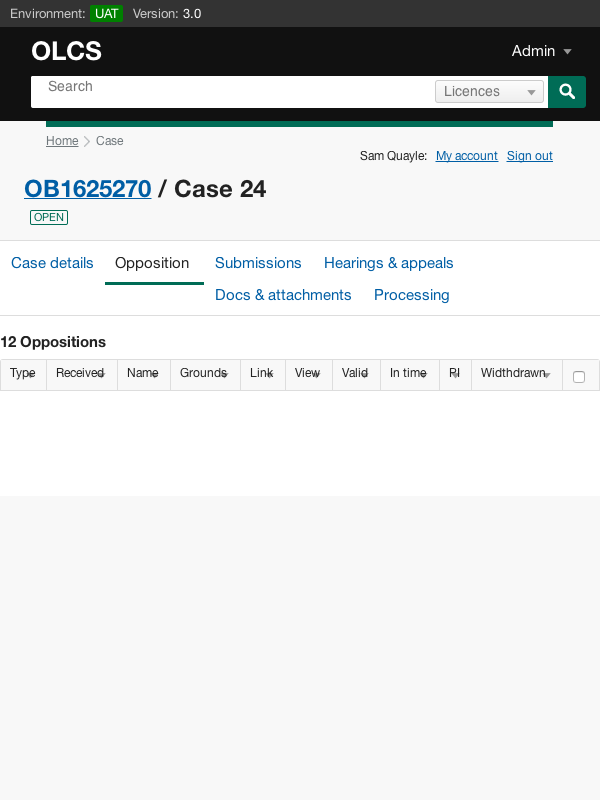 Environment: UAT Version: 3.0
OLCS
Admin
Search
Licences
Home Case
Sam Quayle: My account Sign out
OB1625270 / Case 24
OPEN
Case details Opposition Submissions Hearings & appeals
Docs & attachments Processing
12 Oppositions
Type Received Name Grounds Link View Valid In time PI Widthdrawn